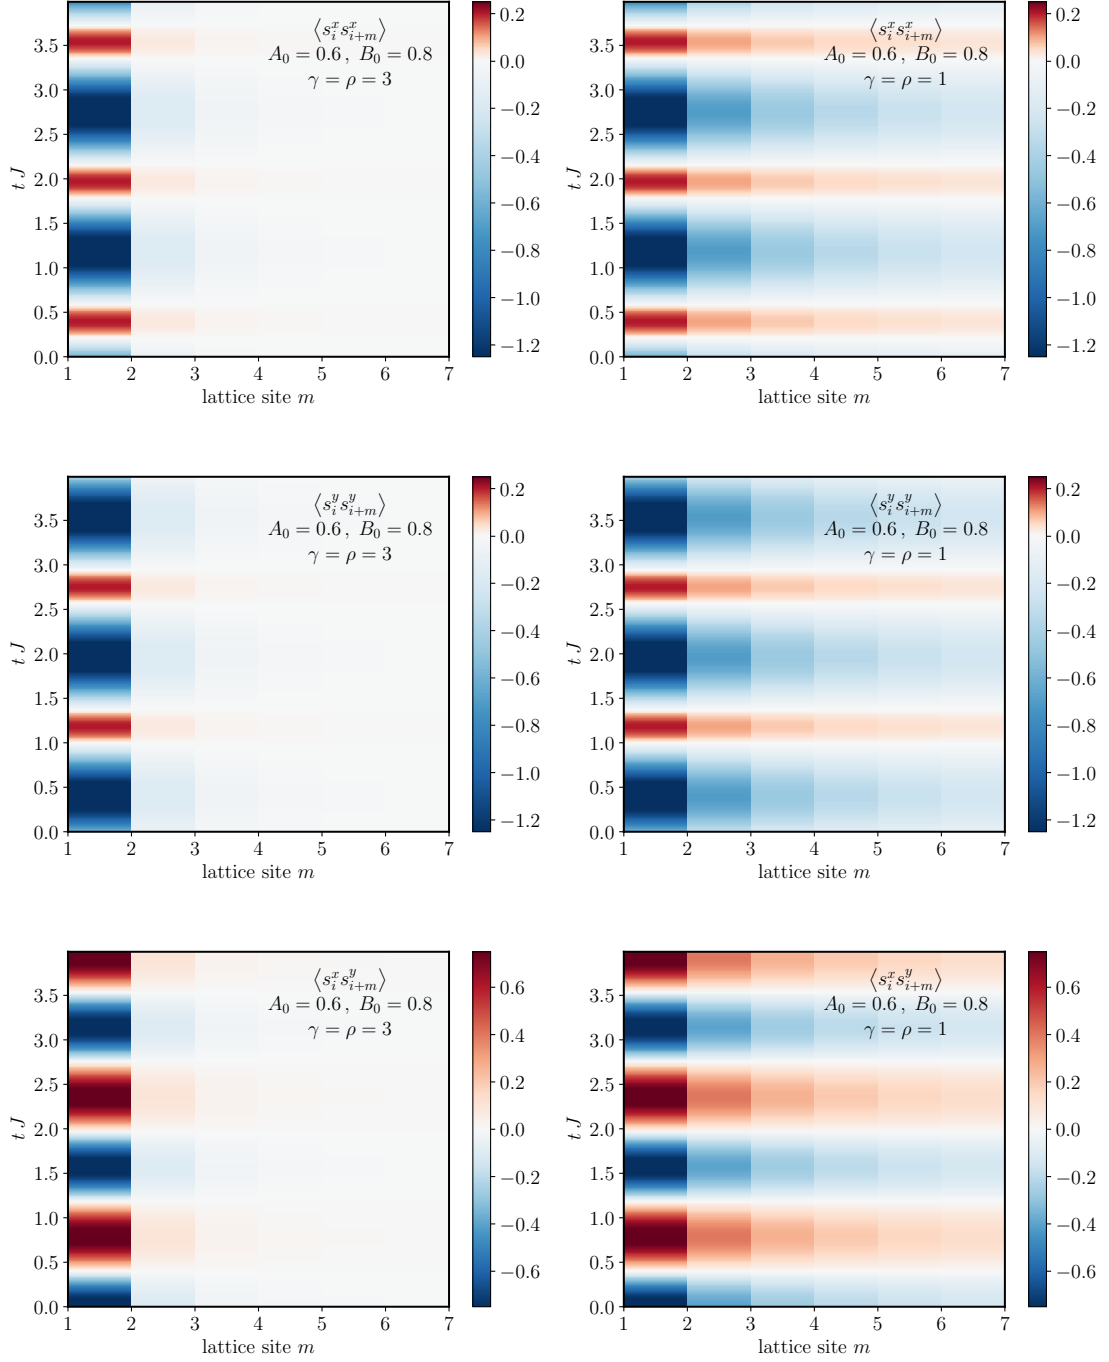 ⟨s_i^x s_{i+m}^x⟩
A_0 = 0.6, B_0 = 0.8
γ = ρ = 3
t J
3.5
3.0
2.5
2.0
1.5
1.0
0.5
0.0
1 2 3 4 5 6 7
lattice site m
0.2
0.0
−0.2
−0.4
−0.6
−0.8
−1.0
−1.2
⟨s_i^x s_{i+m}^x⟩
A_0 = 0.6, B_0 = 0.8
γ = ρ = 1
t J
3.5
3.0
2.5
2.0
1.5
1.0
0.5
0.0
1 2 3 4 5 6 7
lattice site m
0.2
0.0
−0.2
−0.4
−0.6
−0.8
−1.0
−1.2
⟨s_i^y s_{i+m}^y⟩
A_0 = 0.6, B_0 = 0.8
γ = ρ = 3
t J
3.5
3.0
2.5
2.0
1.5
1.0
0.5
0.0
1 2 3 4 5 6 7
lattice site m
0.2
0.0
−0.2
−0.4
−0.6
−0.8
−1.0
−1.2
⟨s_i^y s_{i+m}^y⟩
A_0 = 0.6, B_0 = 0.8
γ = ρ = 1
t J
3.5
3.0
2.5
2.0
1.5
1.0
0.5
0.0
1 2 3 4 5 6 7
lattice site m
0.2
0.0
−0.2
−0.4
−0.6
−0.8
−1.0
−1.2
⟨s_i^x s_{i+m}^y⟩
A_0 = 0.6, B_0 = 0.8
γ = ρ = 3
t J
3.5
3.0
2.5
2.0
1.5
1.0
0.5
0.0
1 2 3 4 5 6 7
lattice site m
0.6
0.4
0.2
0.0
−0.2
−0.4
−0.6
⟨s_i^x s_{i+m}^y⟩
A_0 = 0.6, B_0 = 0.8
γ = ρ = 1
t J
3.5
3.0
2.5
2.0
1.5
1.0
0.5
0.0
1 2 3 4 5 6 7
lattice site m
0.6
0.4
0.2
0.0
−0.2
−0.4
−0.6